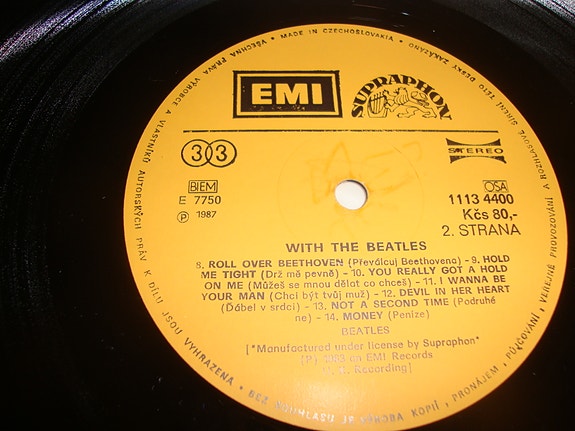 • MADE IN CZECHOSLOVAKIA •
VŠECHNA PRÁVA VÝROBCE A VLASTNÍKŮ AUTORSKÝCH PRÁV K DÍLU JSOU VYHRAZENA • BEZ SOUHLASU JE VÝROBA KOPIÍ, PRONÁJEM, PŮJČOVÁNÍ, VEŘEJNÉ PROVOZOVÁNÍ A ROZHLASOVÉ ŠÍŘENÍ TÉTO DESKY ZAKÁZÁNO
EMI
SUPRAPHON
33
STEREO
BIEM
OSA
E 7750
1113 4400
Ⓟ 1987
Kčs 80,-
2. STRANA
WITH THE BEATLES
8. ROLL OVER BEETHOVEN (Převálcuj Beethovena) - 9. HOLD
ME TIGHT (Drž mě pevně) - 10. YOU REALLY GOT A HOLD
ON ME (Můžeš se mnou dělat co chceš) - 11. I WANNA BE
YOUR MAN (Chci být tvůj muž) - 12. DEVIL IN HER HEART
(Ďábel v srdci) - 13. NOT A SECOND TIME (Podruhé
ne) - 14. MONEY (Peníze)
BEATLES
["Manufactured under license by Supraphon"
(P) 1963 an EMI Records
U. K. Recording]